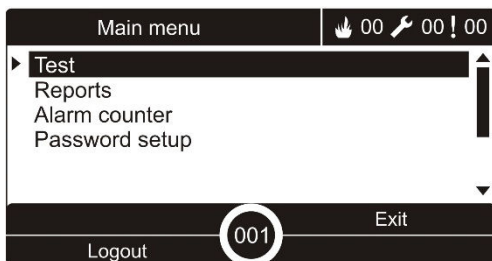 Main menu 00 00 ! 00
Test
Reports
Alarm counter
Password setup
Exit
001
Logout